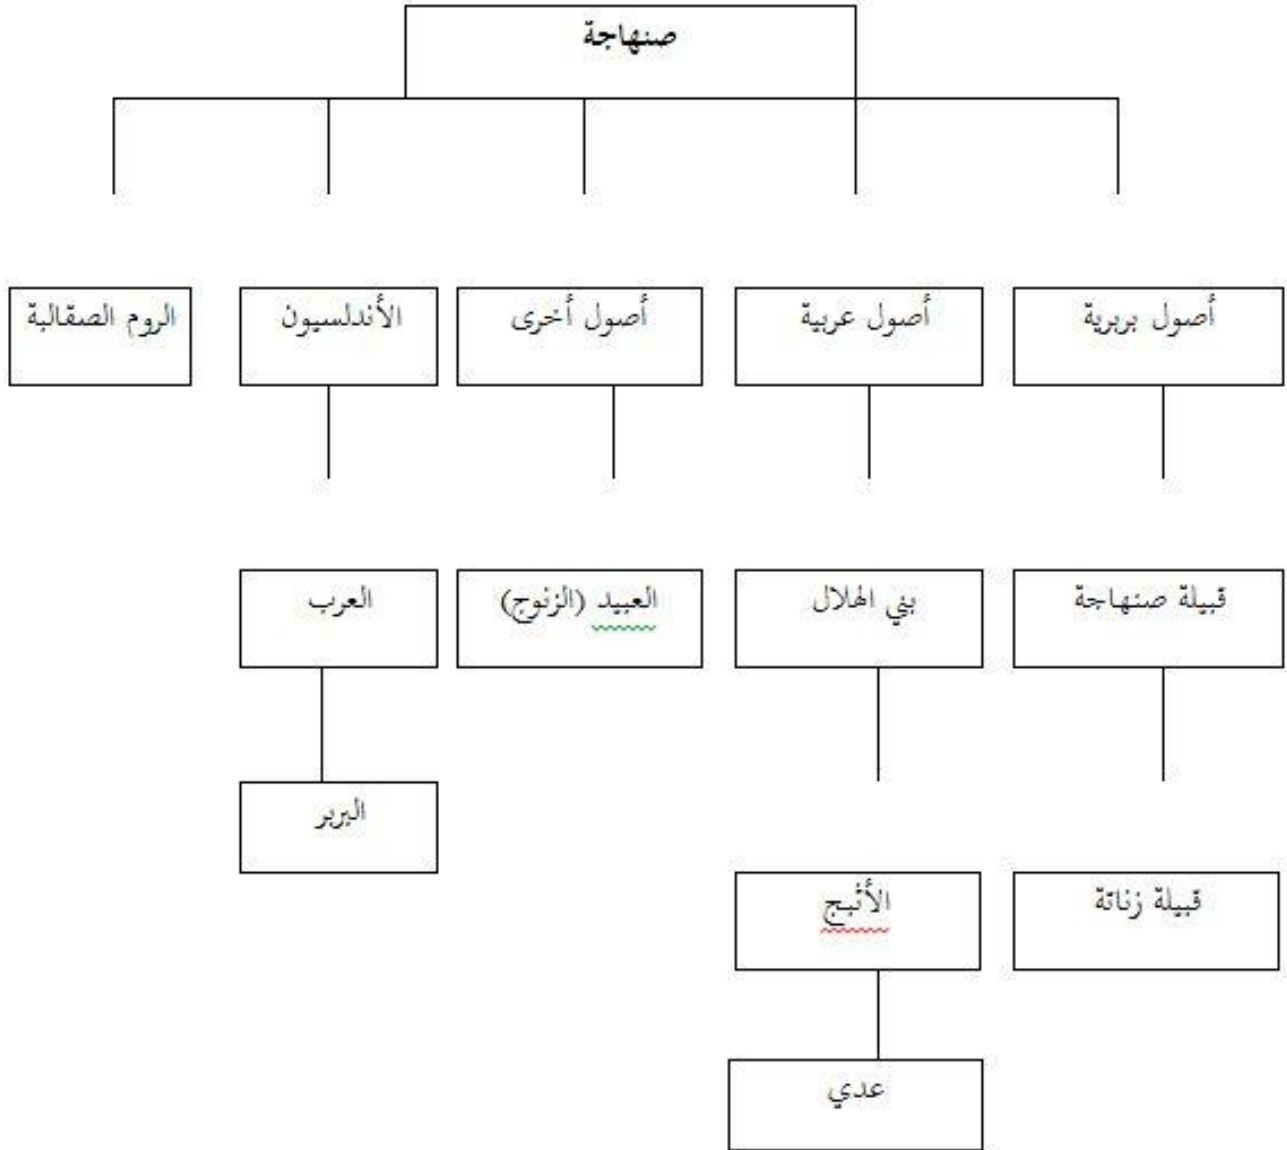 صنهاجة
أصول بربرية
أصول عربية
أصول أخرى
الأندلسيون
الروم الصقالبة
قبيلة صنهاجة
بني الهلال
العبيد (الزنوج)
العرب
البربر
قبيلة زناتة
الأثبج
عدي